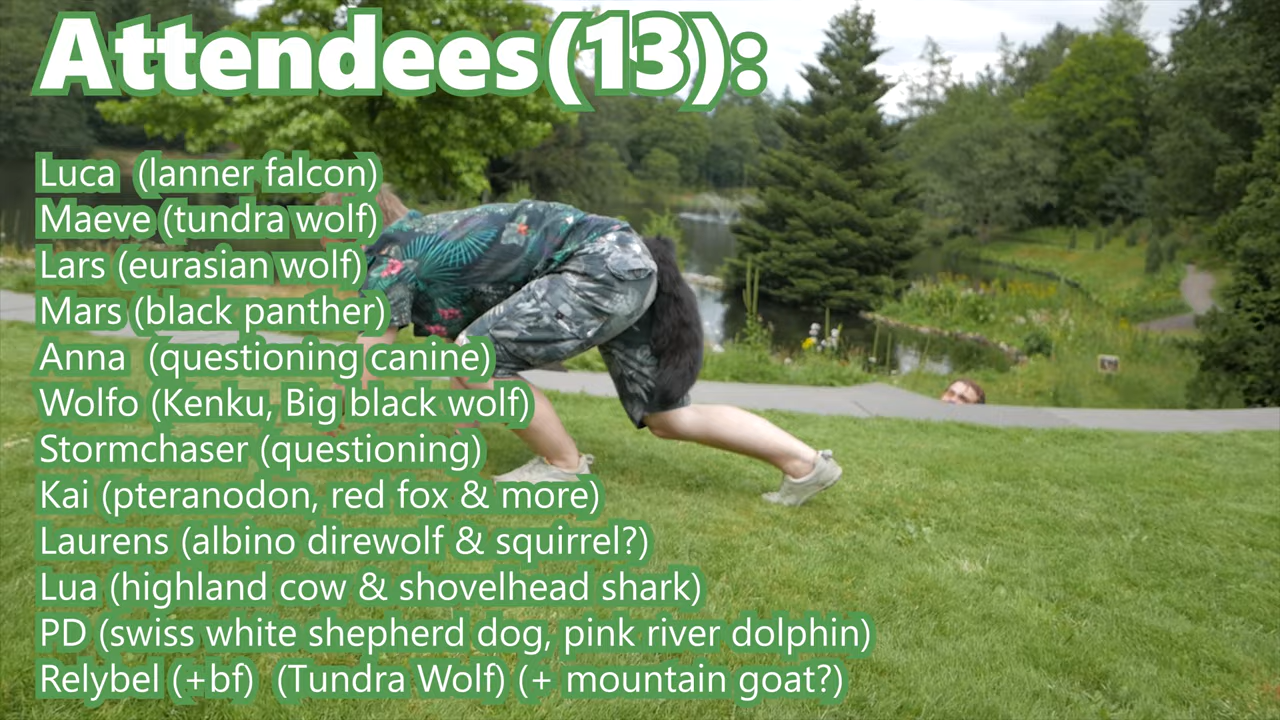 Attendees(13):
Luca (lanner falcon)
Maeve (tundra wolf)
Lars (eurasian wolf)
Mars (black panther)
Anna (questioning canine)
Wolfo (Kenku, Big black wolf)
Stormchaser (questioning)
Kai (pteranodon, red fox & more)
Laurens (albino direwolf & squirrel?)
Lua (highland cow & shovelhead shark)
PD (swiss white shepherd dog, pink river dolphin)
Relybel (+bf) (Tundra Wolf) (+ mountain goat?)